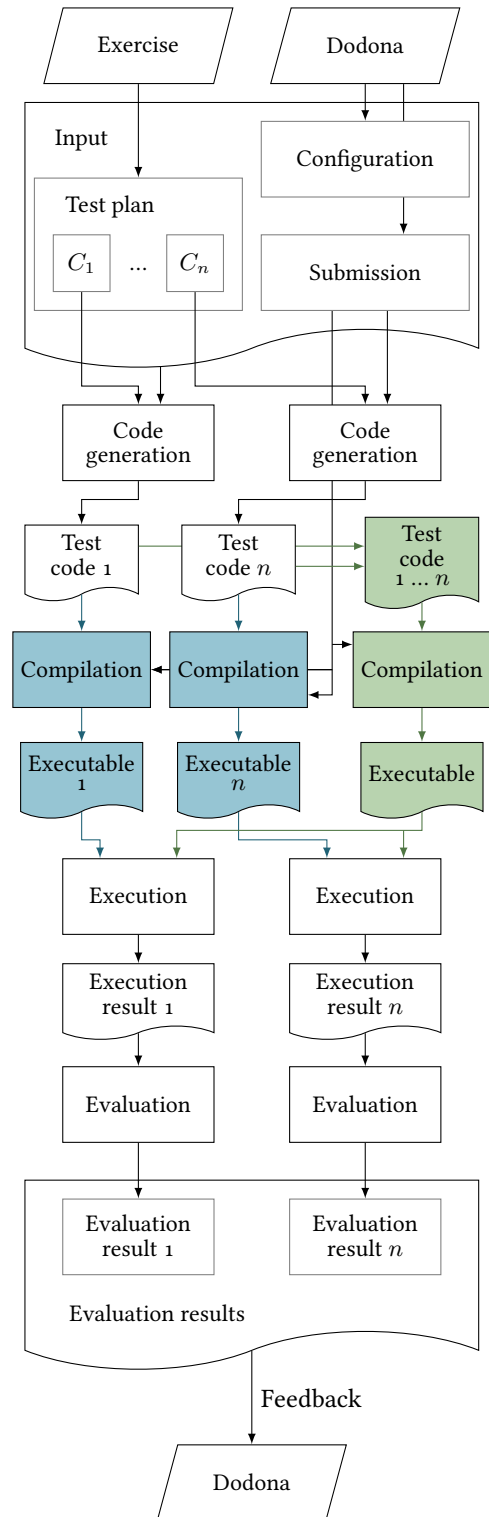 Exercise
Dodona
Input
Configuration
Test plan
C₁ ... Cₙ
Submission
Code
generation
Code
generation
Test
code 1
Test
code n
Test
code
1 ... n
Compilation
Compilation
Compilation
Executable
1
Executable
n
Executable
Execution
Execution
Execution
result 1
Execution
result n
Evaluation
Evaluation
Evaluation
result 1
Evaluation
result n
Evaluation results
Feedback
Dodona